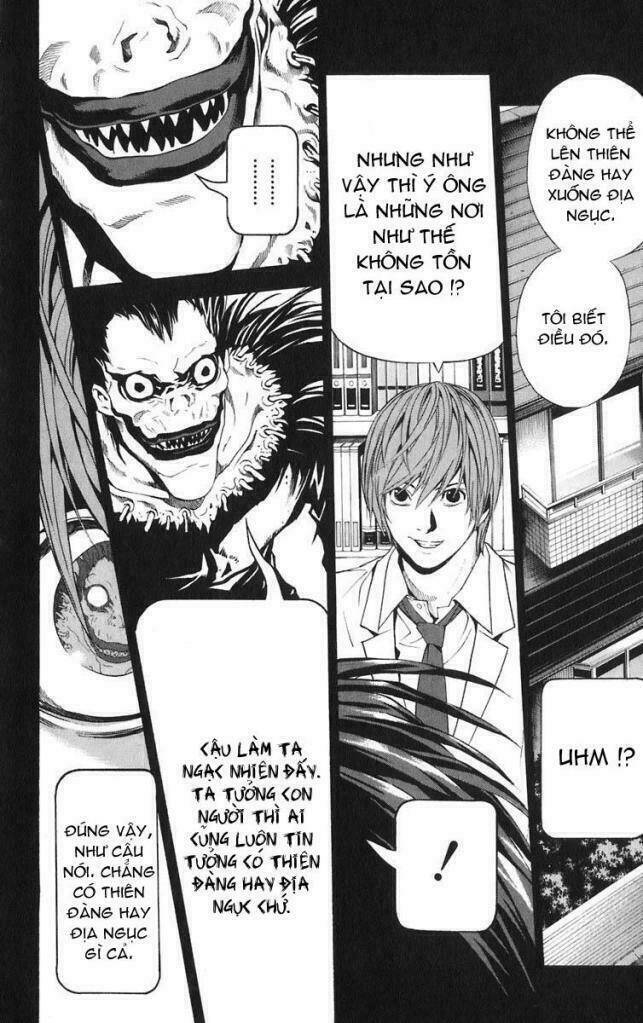 KHÔNG THỂ
LÊN THIÊN
ĐÀNG HAY
XUỐNG ĐỊA
NGỤC.
TÔI BIẾT
ĐIỀU ĐÓ.
UHM !?
NHƯNG NHƯ
VẬY THÌ Ý ÔNG
LÀ NHỮNG NƠI
NHƯ THẾ
KHÔNG TỒN
TẠI SAO !?
!
............
CẬU LÀM TA
NGẠC NHIÊN ĐẤY.
TA TƯỞNG CON
NGƯỜI THÌ AI
CŨNG LUÔN TIN
TƯỞNG CÓ THIÊN
ĐÀNG HAY ĐỊA
NGỤC CHỨ.
ĐÚNG VẬY,
NHƯ CẬU
NÓI. CHẲNG
CÓ THIÊN
ĐÀNG HAY
ĐỊA NGỤC
GÌ CẢ.